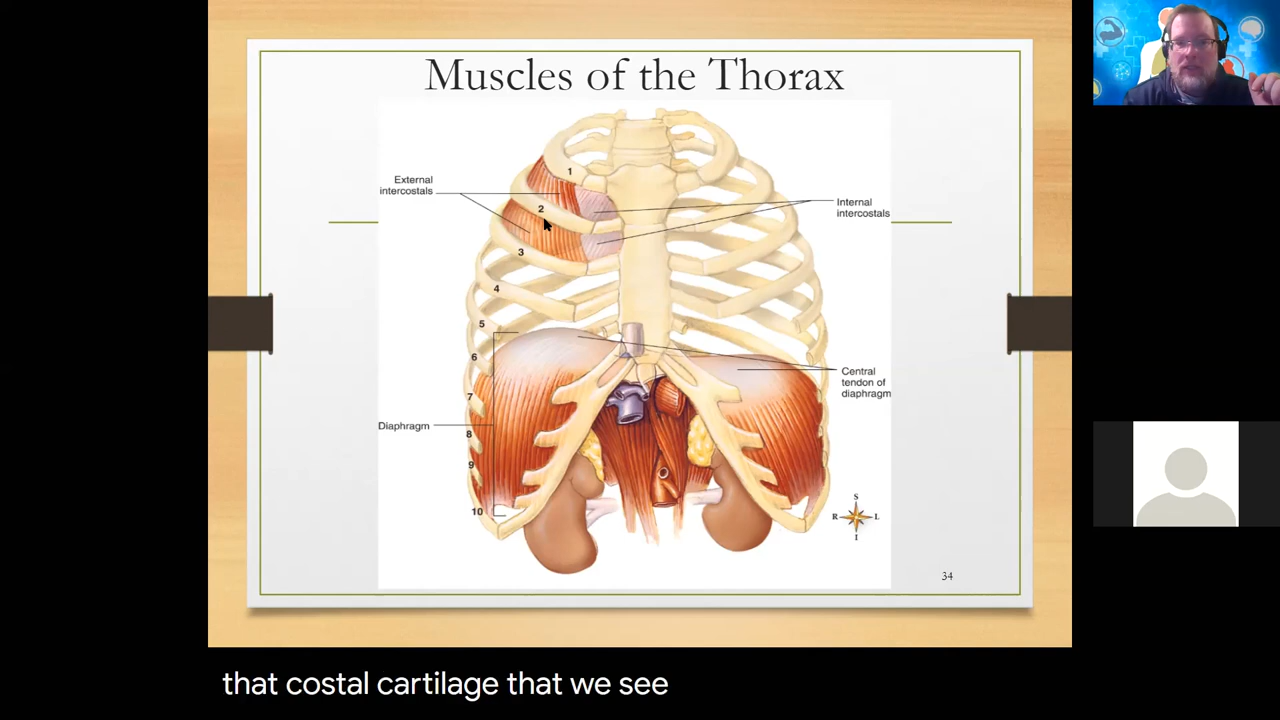 Muscles of the Thorax
External
intercostals
1
2
3
4
5
6
7
8
9
10
Internal
intercostals
Central
tendon of
diaphragm
Diaphragm
S
R
L
I
34
that costal cartilage that we see